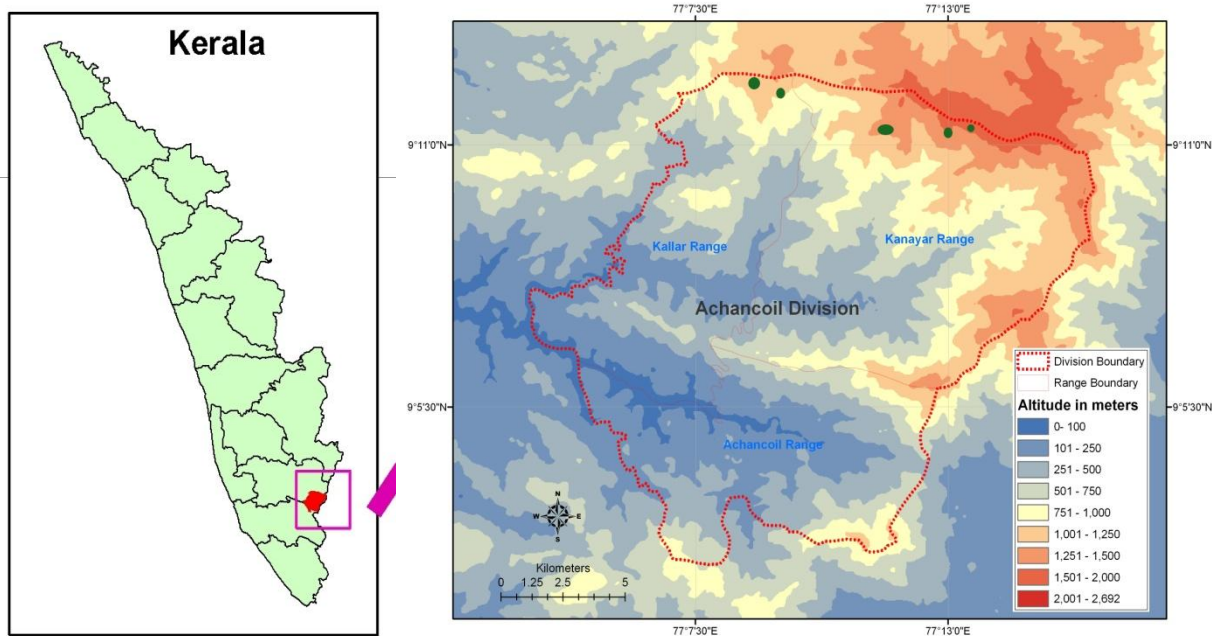 Kerala
77°7'30"E
77°13'0"E
9°11'0"N
9°11'0"N
Kallar Range
Kanayar Range
Achancoil Division
9°5'30"N
9°5'30"N
Achancoil Range
N
W
E
S
Kilometers
0 1.25 2.5 5
Division Boundary
Range Boundary
Altitude in meters
0- 100
101 - 250
251 - 500
501 - 750
751 - 1,000
1,001 - 1,250
1,251 - 1,500
1,501 - 2,000
2,001 - 2,692
77°7'30"E
77°13'0"E